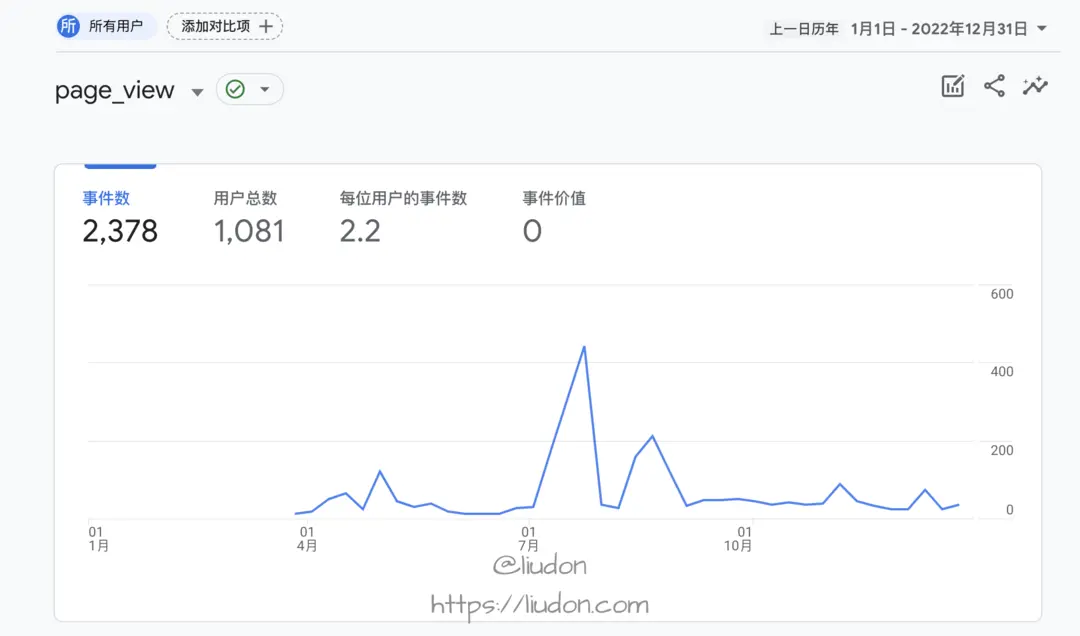 所 所有用户 添加对比项 + 上一日历年 1月1日 - 2022年12月31日
page_view
事件数 用户总数 每位用户的事件数 事件价值
2,378 1,081 2.2 0
600
400
200
0
01 01 01 01
1月 4月 7月 10月
@liudon
https://liudon.com